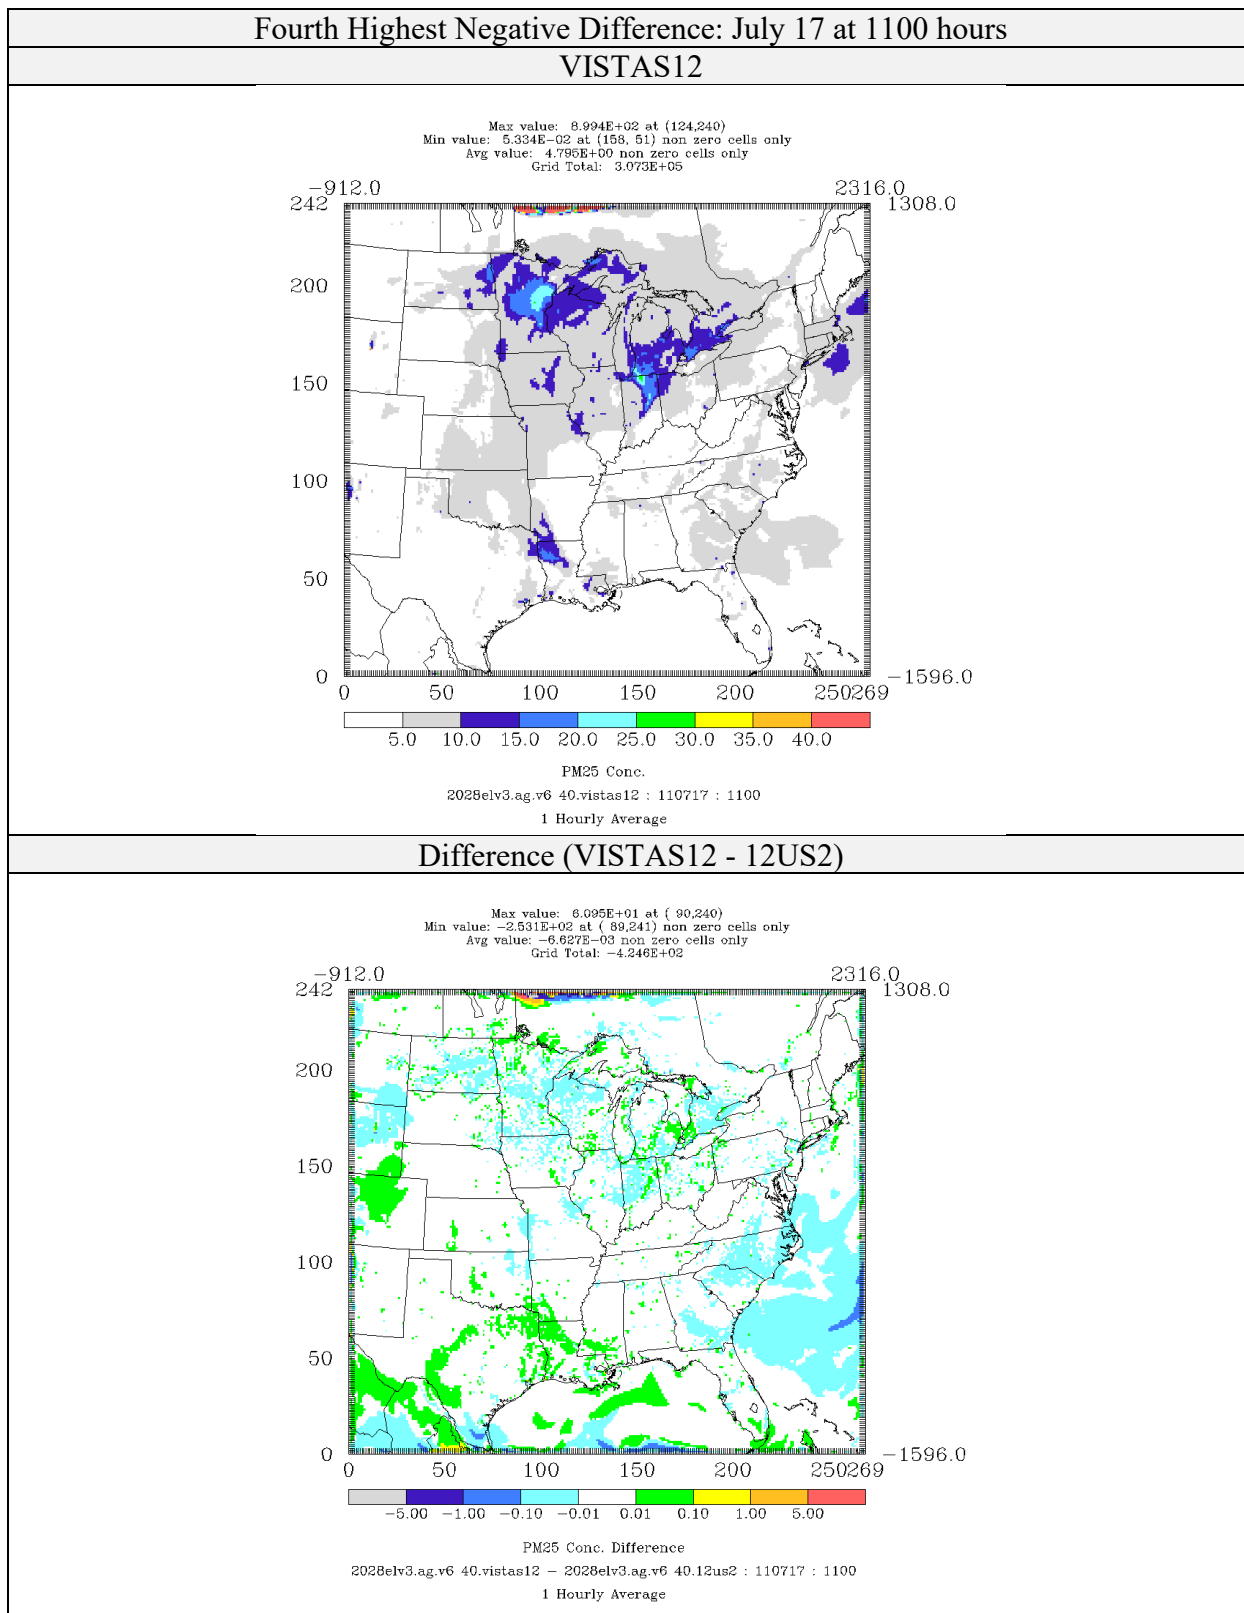 Fourth Highest Negative Difference: July 17 at 1100 hours
VISTAS12
Max value: 8.994E+02 at (124,240)
Min value: 5.334E-02 at (158, 51) non zero cells only
Avg value: 4.795E+00 non zero cells only
Grid Total: 3.073E+05
-912.0 2316.0
242 1308.0
200
150
100
50
0 -1596.0
0 50 100 150 200 250269
5.0 10.0 15.0 20.0 25.0 30.0 35.0 40.0
PM25 Conc.
2028elv3.ag.v6 40.vistas12 : 110717 : 1100
1 Hourly Average
Difference (VISTAS12 - 12US2)
Max value: 6.095E+01 at ( 90,240)
Min value: -2.531E+02 at ( 89,241) non zero cells only
Avg value: -6.627E-03 non zero cells only
Grid Total: -4.246E+02
-912.0 2316.0
242 1308.0
200
150
100
50
0 -1596.0
0 50 100 150 200 250269
-5.00 -1.00 -0.10 -0.01 0.01 0.10 1.00 5.00
PM25 Conc. Difference
2028elv3.ag.v6 40.vistas12 - 2028elv3.ag.v6 40.12us2 : 110717 : 1100
1 Hourly Average